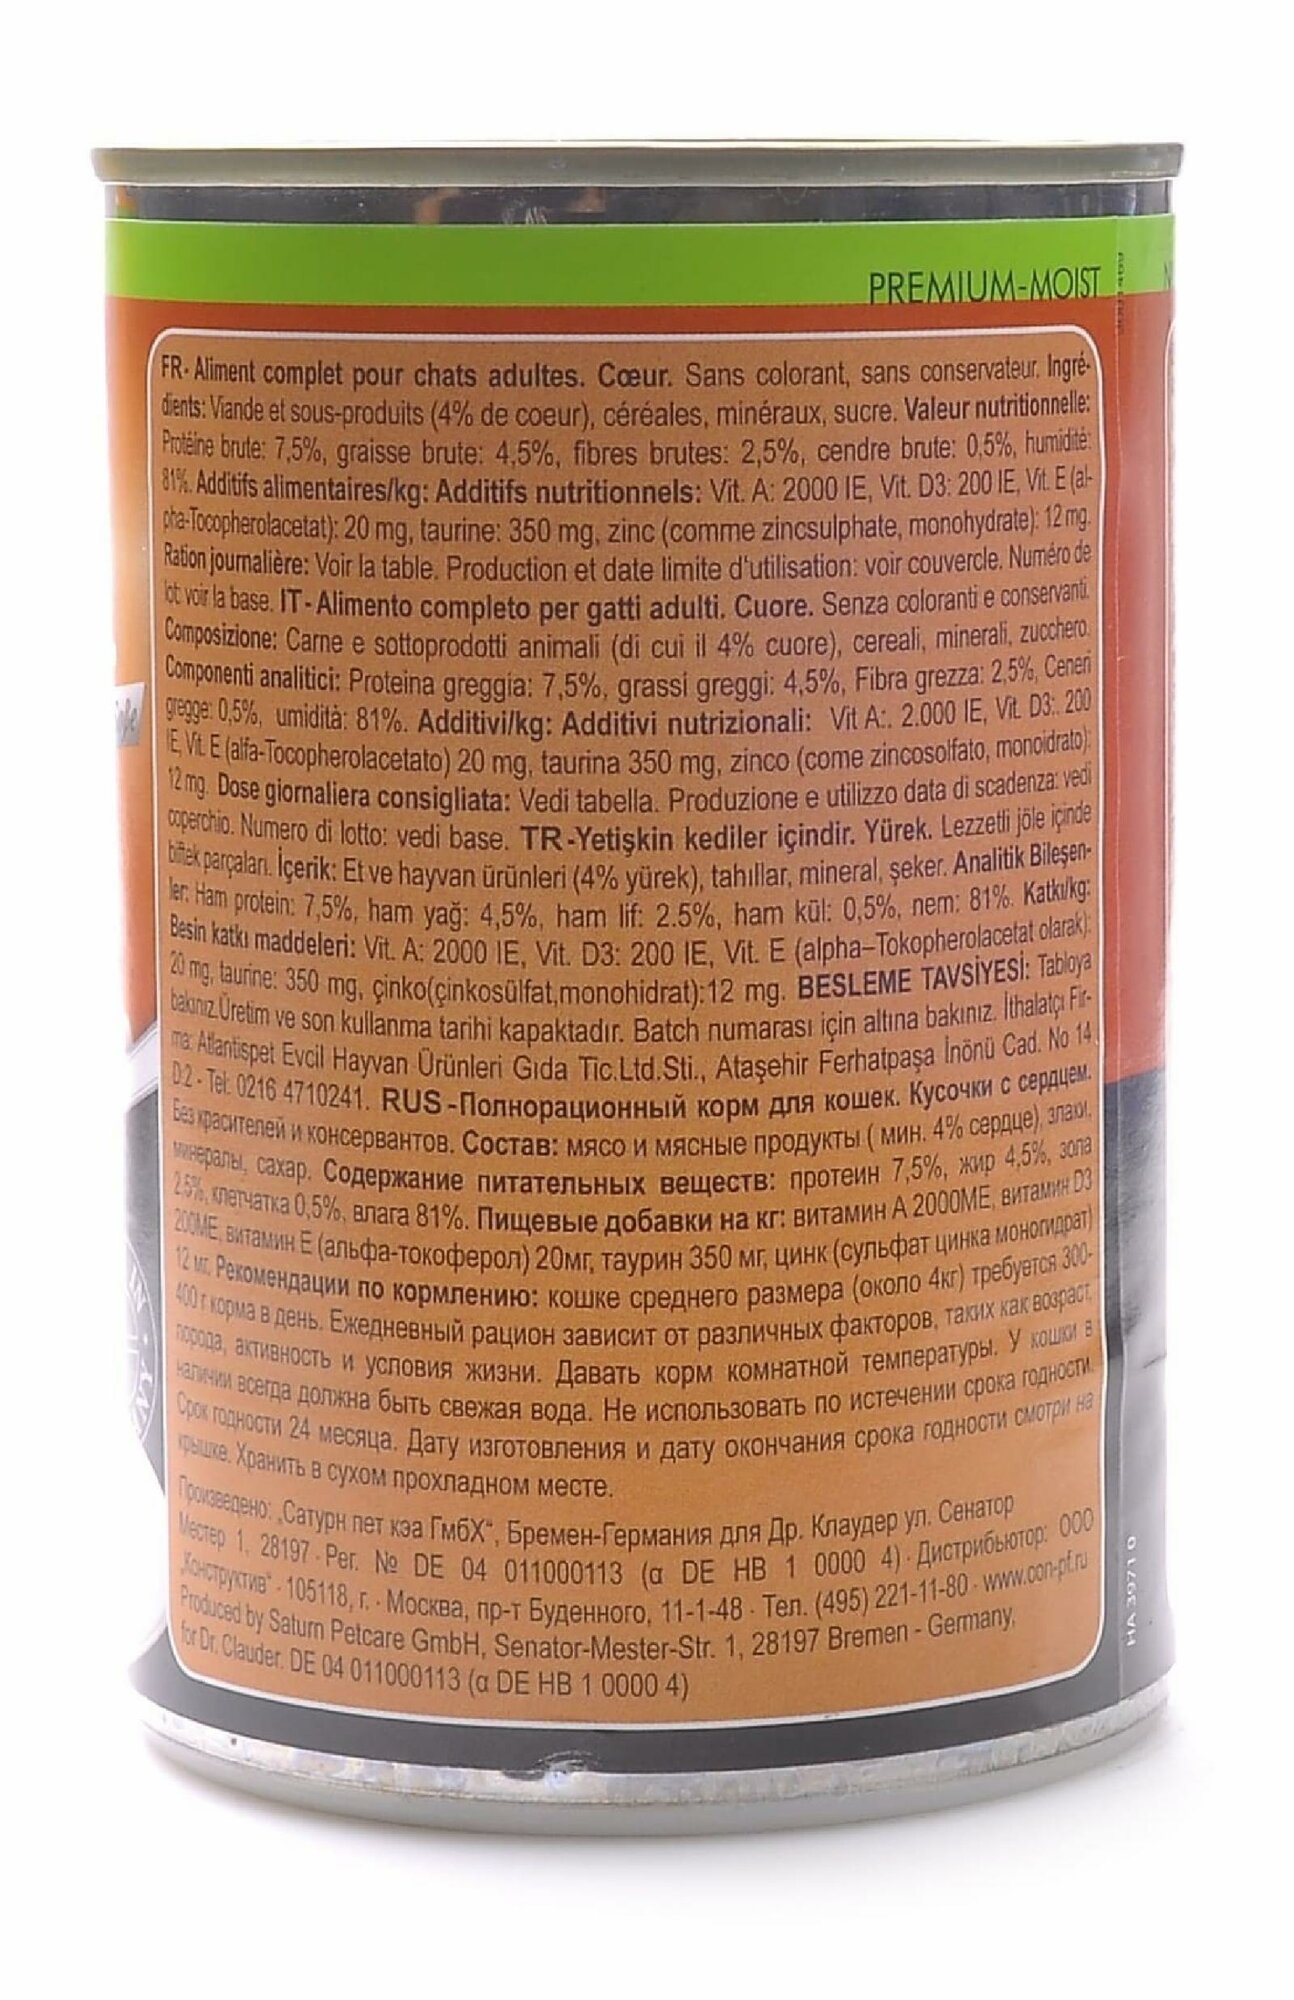 PREMIUM-MOIST
FR- Aliment complet pour chats adultes. Cœur. Sans colorant, sans conservateur. Ingré-
dients: Viande et sous-produits (4% de coeur), céréales, minéraux, sucre. Valeur nutritionnelle:
Protéine brute: 7,5%, graisse brute: 4,5%, fibres brutes: 2,5%, cendre brute: 0,5%, humidité:
81%. Additifs alimentaires/kg: Additifs nutritionnels: Vit. A: 2000 IE, Vit. D3: 200 IE, Vit. E (al-
pha-Tocopherolacetat): 20 mg, taurine: 350 mg, zinc (comme zincsulphate, monohydrate): 12 mg.
Ration journalière: Voir la table. Production et date limite d'utilisation: voir couvercle. Numéro de
lot: voir la base. IT- Alimento completo per gatti adulti. Cuore. Senza coloranti e conservanti.
Composizione: Carne e sottoprodotti animali (di cui il 4% cuore), cereali, minerali, zucchero.
Componenti analitici: Proteina greggia: 7,5%, grassi greggi: 4,5%, Fibra grezza: 2,5%, Ceneri
gregge: 0,5%, umidità: 81%. Additivi/kg: Additivi nutrizionali: Vit A:. 2.000 IE, Vit. D3:. 200
IE, Vit. E (alfa-Tocopherolacetato) 20 mg, taurina 350 mg, zinco (come zincosolfato, monoidrato):
12 mg. Dose giornaliera consigliata: Vedi tabella. Produzione e utilizzo data di scadenza: vedi
coperchio. Numero di lotto: vedi base. TR-Yetişkin kediler içindir. Yürek. Lezzetli jöle içinde
biftek parçaları. İçerik: Et ve hayvan ürünleri (4% yürek), tahıllar, mineral, şeker. Analitik Bileşen-
ler: Ham protein: 7,5%, ham yağ: 4,5%, ham lif: 2.5%, ham kül: 0,5%, nem: 81%. Katkı/kg:
Besin katkı maddeleri: Vit. A: 2000 IE, Vit. D3: 200 IE, Vit. E (alpha–Tokopherolacetat olarak):
20 mg, taurine: 350 mg, çinko(çinkosülfat,monohidrat):12 mg. BESLEME TAVSİYESİ: Tabloya
bakınız.Üretim ve son kullanma tarihi kapaktadır. Batch numarası için altına bakınız. İthalatçı Fir-
ma: Atlantispet Evcil Hayvan Ürünleri Gıda Tic.Ltd.Sti., Ataşehir Ferhatpaşa İnönü Cad. No 14
D:2 - Tel: 0216 4710241. RUS -Полнорационный корм для кошек. Кусочки с сердцем.
Без красителей и консервантов. Состав: мясо и мясные продукты ( мин. 4% сердце), злаки,
минералы, сахар. Содержание питательных веществ: протеин 7,5%, жир 4,5%, зола
2,5%, клетчатка 0,5%, влага 81%. Пищевые добавки на кг: витамин А 2000МЕ, витамин D3
200МЕ, витамин Е (альфа-токоферол) 20мг, таурин 350 мг, цинк (сульфат цинка моногидрат)
12 мг. Рекомендации по кормлению: кошке среднего размера (около 4кг) требуется 300-
400 г корма в день. Ежедневный рацион зависит от различных факторов, таких как возраст,
порода, активность и условия жизни. Давать корм комнатной температуры. У кошки в
наличии всегда должна быть свежая вода. Не использовать по истечении срока годности.
Срок годности 24 месяца. Дату изготовления и дату окончания срока годности смотри на
крышке. Хранить в сухом прохладном месте.
Произведено: „Сатурн пет кэа ГмбХ“, Бремен-Германия для Др. Клаудер ул. Сенатор
Местер 1. 28197 · Рег. № DE 04 011000113 (α DE HB 1 0000 4) · Дистрибьютор: ООО
„Конструктив“ · 105118, г. · Москва, пр-т Буденного, 11-1-48 · Тел. (495) 221-11-80 · www.con-pf.ru
Produced by Saturn Petcare GmbH, Senator-Mester-Str. 1, 28197 Bremen - Germany,
for Dr. Clauder. DE 04 011000113 (α DE HB 1 0000 4)
HA 3971 0